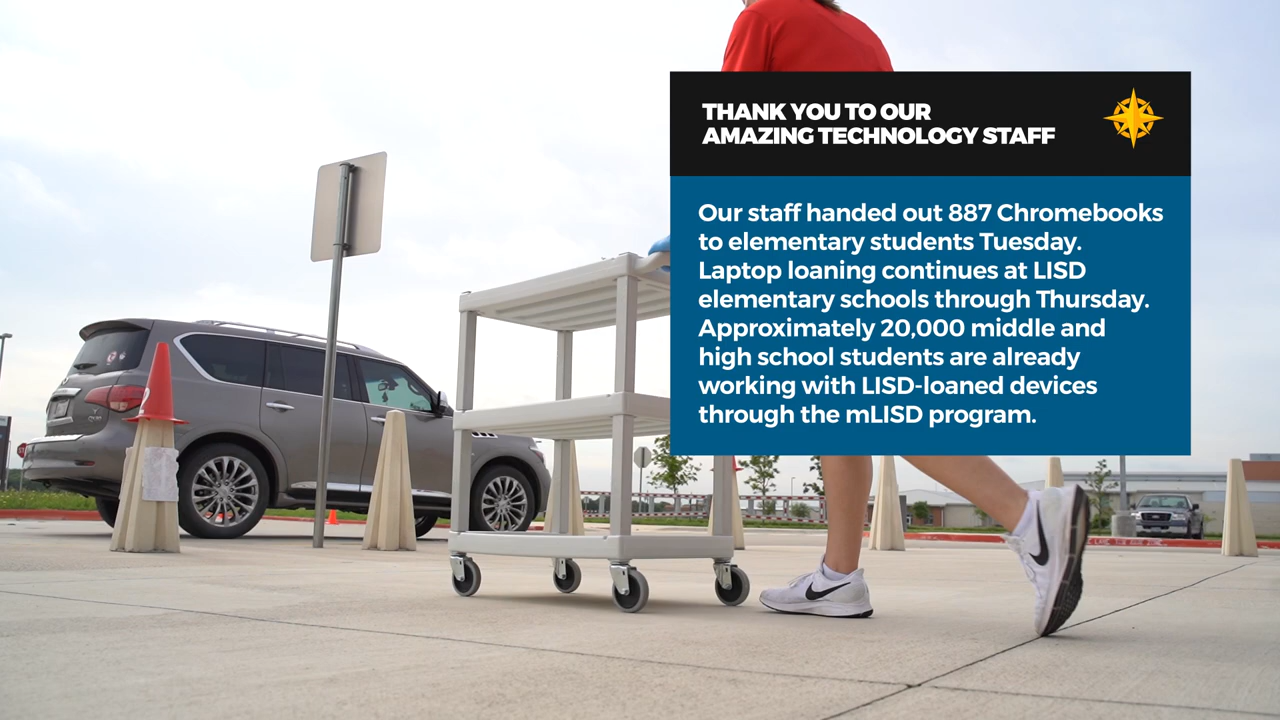 THANK YOU TO OUR
AMAZING TECHNOLOGY STAFF
Our staff handed out 887 Chromebooks
to elementary students Tuesday.
Laptop loaning continues at LISD
elementary schools through Thursday.
Approximately 20,000 middle and
high school students are already
working with LISD-loaned devices
through the mLISD program.